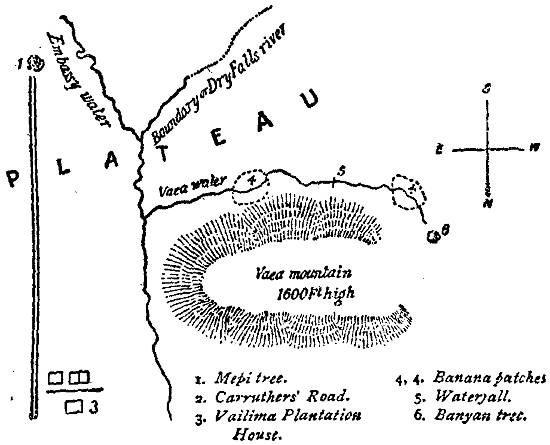 1
Embassy water
Boundary or Dry Falls river
PLATEAU
S
E W
N
Vaea water
4
5
4
6
Vaea mountain
1600 Ft high
3
1. Mepi tree.
2. Carruthers' Road.
3. Vailima Plantation
House.
4, 4. Banana patches
5. Waterfall.
6. Banyan tree.